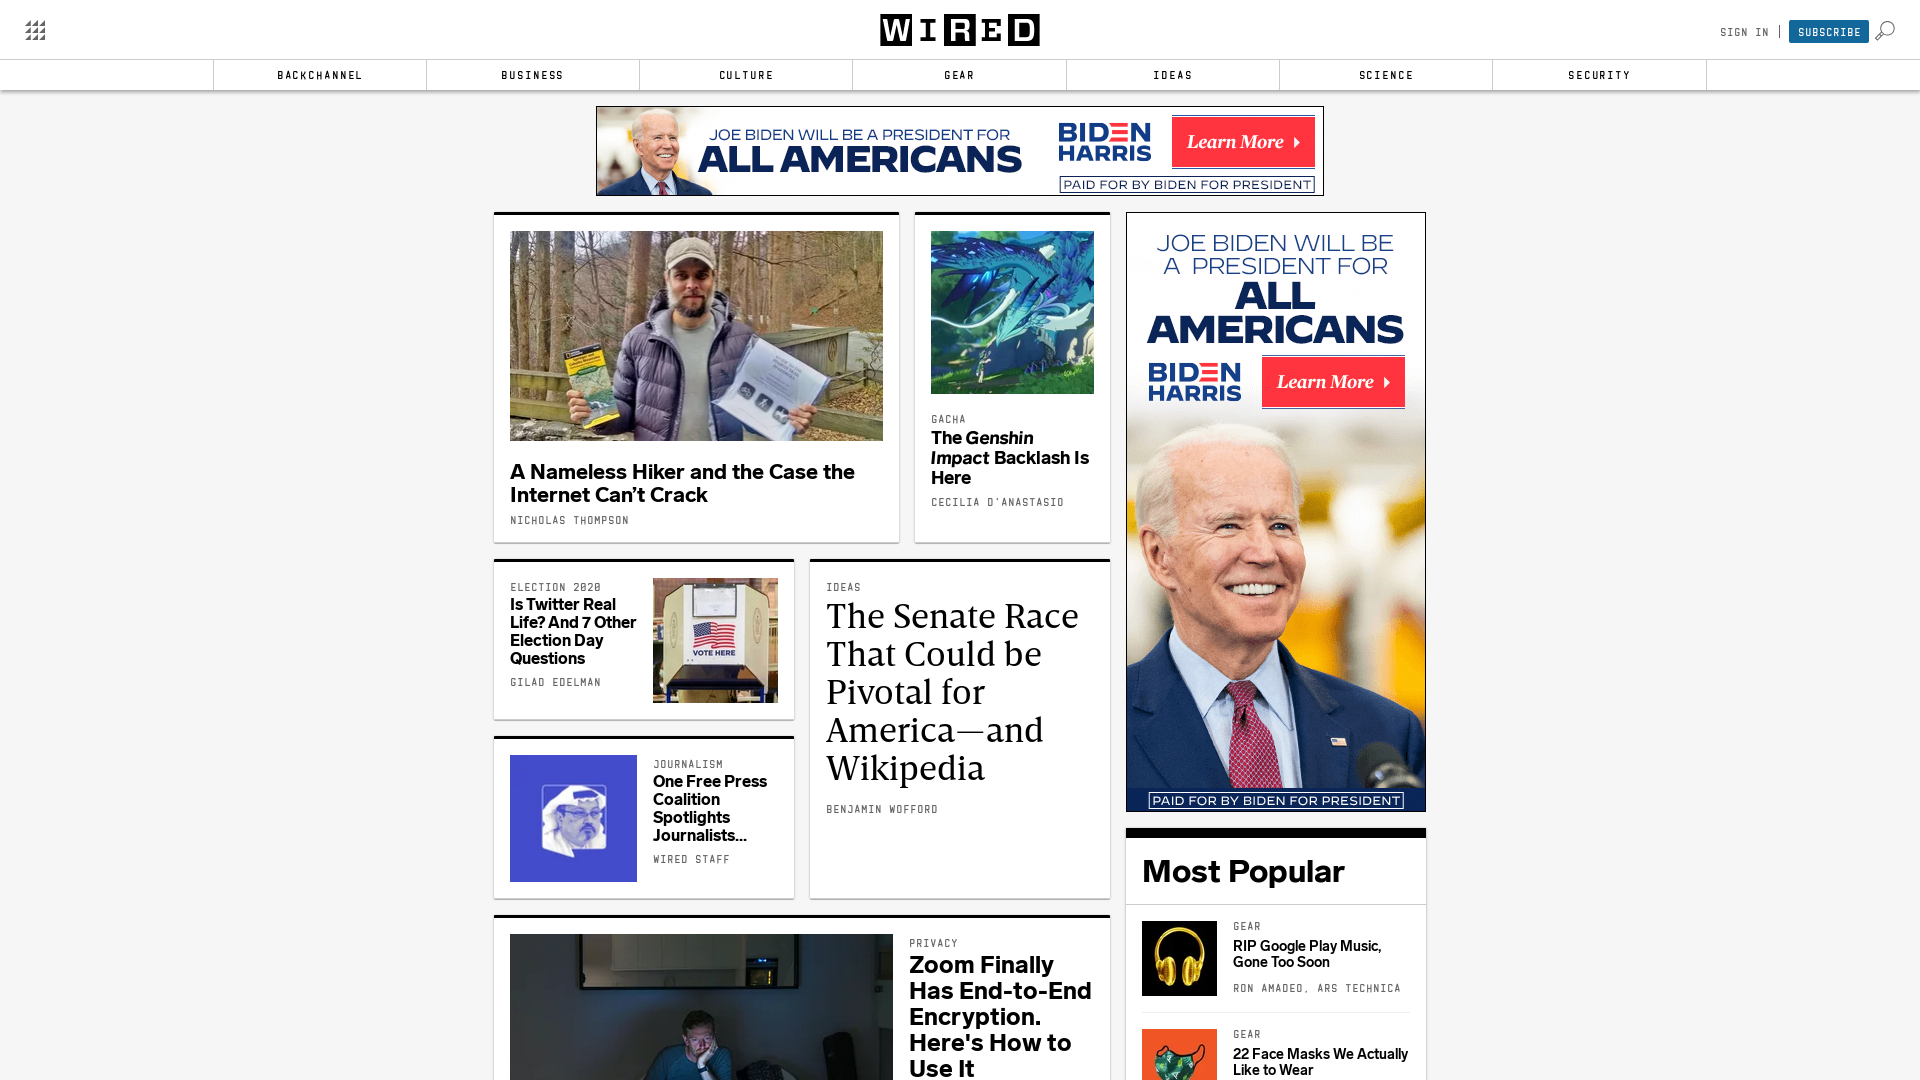 WIRED
SIGN IN
SUBSCRIBE
BACKCHANNEL
BUSINESS
CULTURE
GEAR
IDEAS
SCIENCE
SECURITY
JOE BIDEN WILL BE A PRESIDENT FOR
ALL AMERICANS
BIDEN
HARRIS
Learn More
PAID FOR BY BIDEN FOR PRESIDENT
A Nameless Hiker and the Case the
Internet Can’t Crack
NICHOLAS THOMPSON
GACHA
The Genshin
Impact Backlash Is
Here
CECILIA D'ANASTASIO
JOE BIDEN WILL BE
A PRESIDENT FOR
ALL
AMERICANS
BIDEN
HARRIS
Learn More
PAID FOR BY BIDEN FOR PRESIDENT
ELECTION 2020
Is Twitter Real
Life? And 7 Other
Election Day
Questions
GILAD EDELMAN
VOTE HERE
IDEAS
The Senate Race
That Could be
Pivotal for
America—and
Wikipedia
BENJAMIN WOFFORD
JOURNALISM
One Free Press
Coalition
Spotlights
Journalists...
WIRED STAFF
PRIVACY
Zoom Finally
Has End-to-End
Encryption.
Here's How to
Use It
Most Popular
GEAR
RIP Google Play Music,
Gone Too Soon
RON AMADEO, ARS TECHNICA
GEAR
22 Face Masks We Actually
Like to Wear